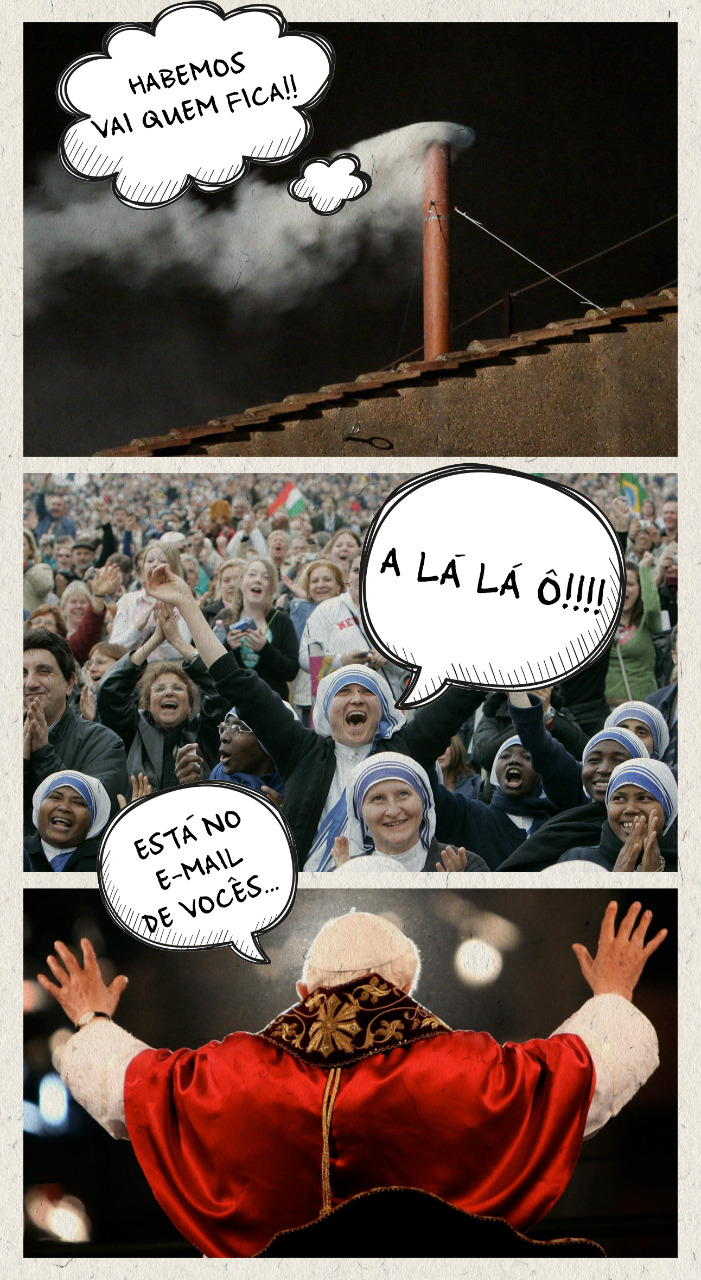 HABEMOS
VAI QUEM FICA!!
A LÁ LÁ Ô!!!!
ESTÁ NO
E-MAIL
DE VOCÊS...